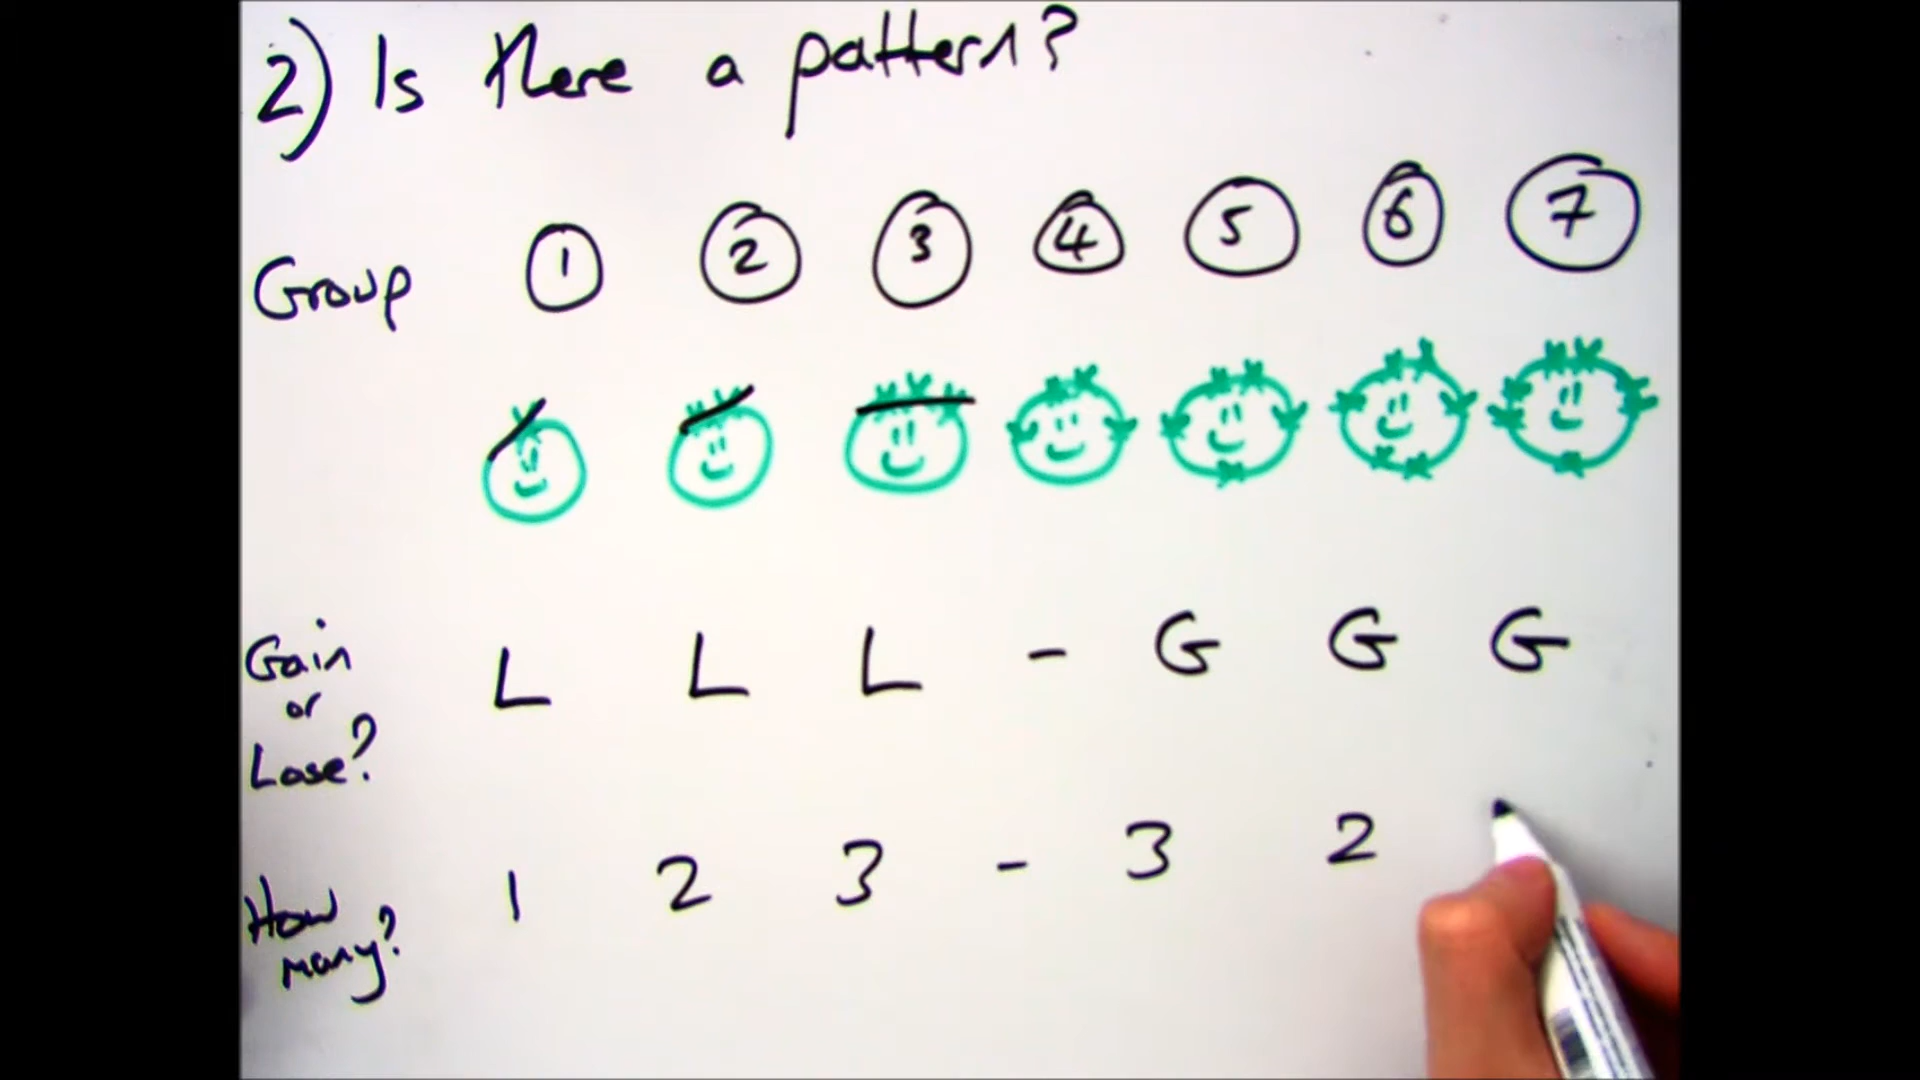 2) Is there a pattern?
Group 1 2 3 4 5 6 7
Gain or Lose? L L L - G G G
How many? 1 2 3 - 3 2